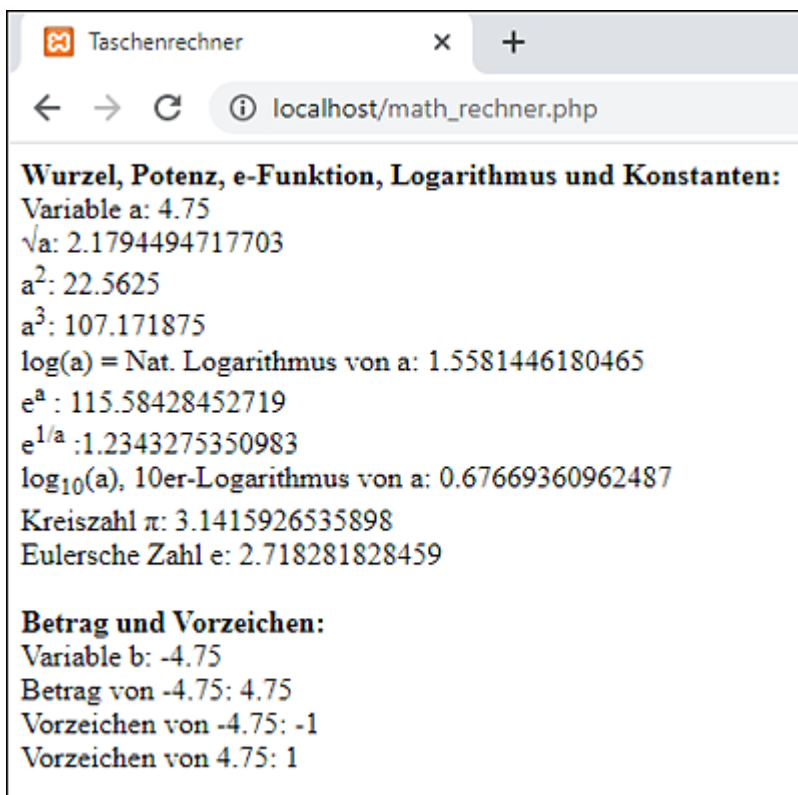 Taschenrechner
localhost/math_rechner.php
Wurzel, Potenz, e-Funktion, Logarithmus und Konstanten:
Variable a: 4.75
√a: 2.1794494717703
a²: 22.5625
a³: 107.171875
log(a) = Nat. Logarithmus von a: 1.5581446180465
eᵃ : 115.58428452719
e¹ᐟᵃ :1.2343275350983
log₁₀(a), 10er-Logarithmus von a: 0.67669360962487
Kreiszahl π: 3.1415926535898
Eulersche Zahl e: 2.718281828459
Betrag und Vorzeichen:
Variable b: -4.75
Betrag von -4.75: 4.75
Vorzeichen von -4.75: -1
Vorzeichen von 4.75: 1